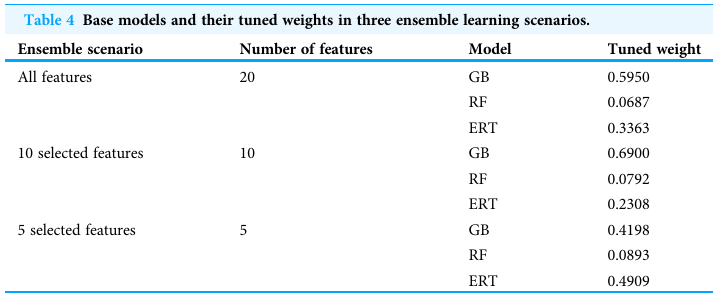 Table 4 Base models and their tuned weights in three ensemble learning scenarios.
Ensemble scenario Number of features Model Tuned weight
All features 20 GB 0.5950
RF 0.0687
ERT 0.3363
10 selected features 10 GB 0.6900
RF 0.0792
ERT 0.2308
5 selected features 5 GB 0.4198
RF 0.0893
ERT 0.4909